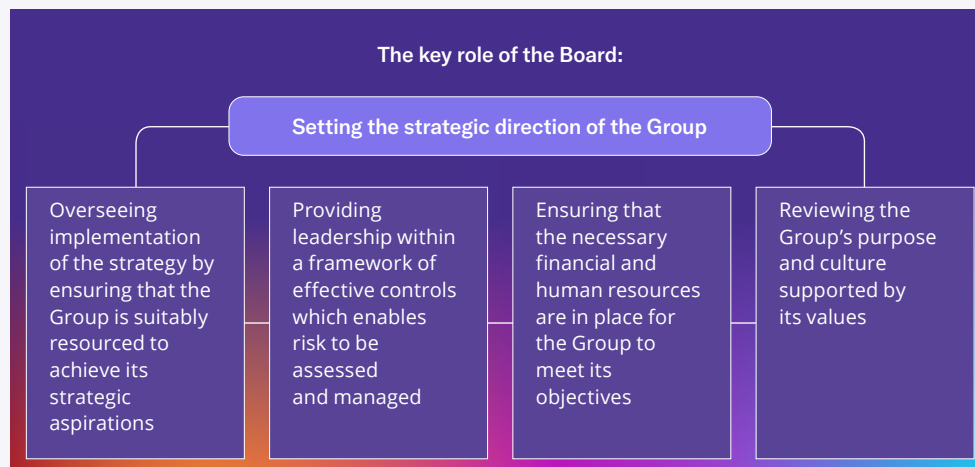 The key role of the Board:
Setting the strategic direction of the Group
Overseeing
implementation
of the strategy by
ensuring that the
Group is suitably
resourced to
achieve its
strategic
aspirations
Providing
leadership within
a framework of
effective controls
which enables
risk to be
assessed
and managed
Ensuring that
the necessary
financial and
human resources
are in place for
the Group to
meet its
objectives
Reviewing the
Group’s purpose
and culture
supported by
its values